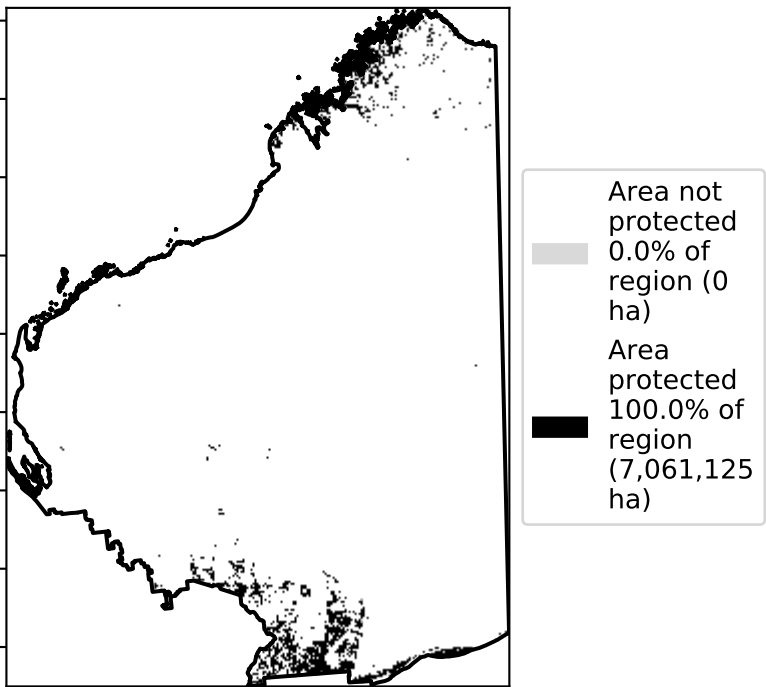 Area not
protected
0.0% of
region (0
ha)
Area
protected
100.0% of
region
(7,061,125
ha)